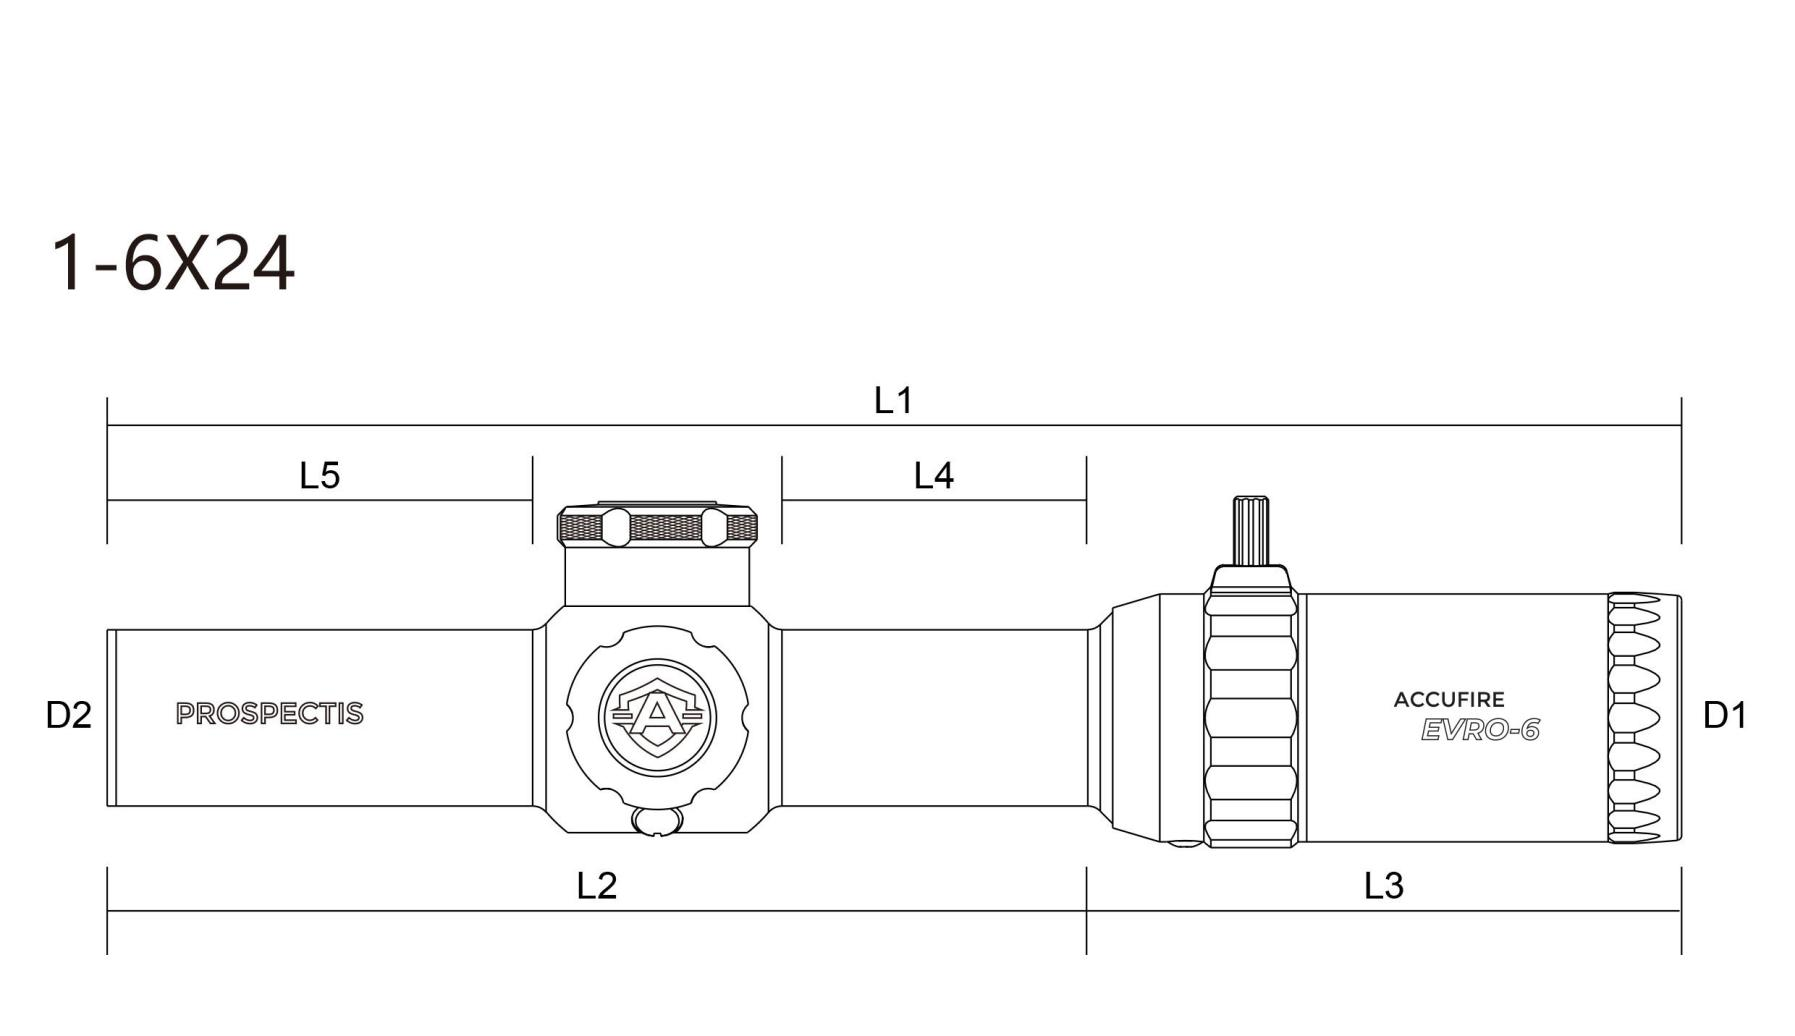 1-6X24
L1
L5
L4
D2
PROSPECTIS
A
ACCUFIRE
EVRO-6
D1
L2
L3